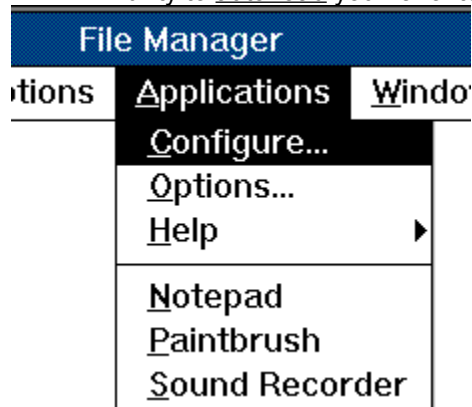 File Manager
Applications
Configure...
Options...
Help
Notepad
Paintbrush
Sound Recorder